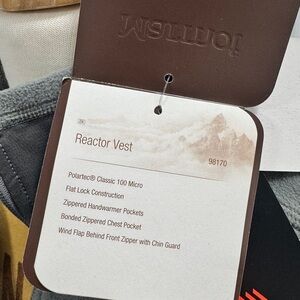 Marmot
Reactor Vest
98170
Polartec® Classic 100 Micro
Flat Lock Construction
Zippered Handwarmer Pockets
Bonded Zippered Chest Pocket
Wind Flap Behind Front Zipper with Chin Guard